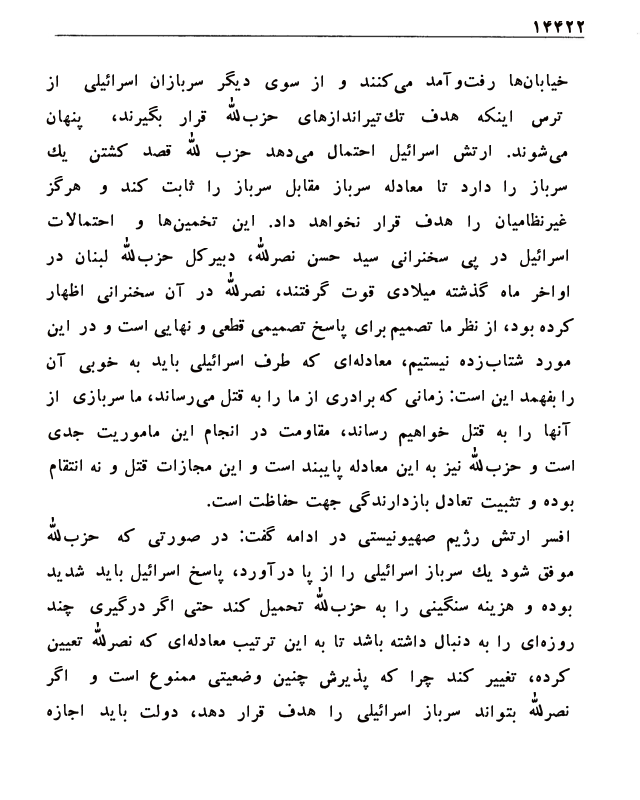 ۱۴۴۲۲
خیابان‌ها رفت‌و‌آمد می‌کنند و از سوی دیگر سربازان اسرائیلی از
ترس اینکه هدف تك‌تیراندازهای حزب‌الله قرار بگیرند، پنهان
می‌شوند. ارتش اسرائیل احتمال می‌دهد حزب الله قصد کشتن یك
سرباز را دارد تا معادله سرباز مقابل سرباز را ثابت کند و هرگز
غیرنظامیان را هدف قرار نخواهد داد. این تخمین‌ها و احتمالات
اسرائیل در پی سخنرانی سید حسن نصرالله، دبیرکل حزب‌الله لبنان در
اواخر ماه گذشته میلادی قوت گرفتند، نصرالله در آن سخنرانی اظهار
کرده بود، از نظر ما تصمیم برای پاسخ تصمیمی قطعی و نهایی است و در این
مورد شتاب‌زده نیستیم، معادله‌ای که طرف اسرائیلی باید به خوبی آن
را بفهمد این است: زمانی که برادری از ما را به قتل می‌رساند، ما سربازی از
آنها را به قتل خواهیم رساند، مقاومت در انجام این ماموریت جدی
است و حزب‌الله نیز به این معادله پایبند است و این مجازات قتل و نه انتقام
بوده و تثبیت تعادل بازدارندگی جهت حفاظت است.
افسر ارتش رژیم صهیونیستی در ادامه گفت: در صورتی که حزب‌الله
موفق شود یك سرباز اسرائیلی را از پا درآورد، پاسخ اسرائیل باید شدید
بوده و هزینه سنگینی را به حزب‌الله تحمیل کند حتی اگر درگیری چند
روزه‌ای را به دنبال داشته باشد تا به این ترتیب معادله‌ای که نصرالله تعیین
کرده، تغییر کند چرا که پذیرش چنین وضعیتی ممنوع است و اگر
نصرالله بتواند سرباز اسرائیلی را هدف قرار دهد، دولت باید اجازه